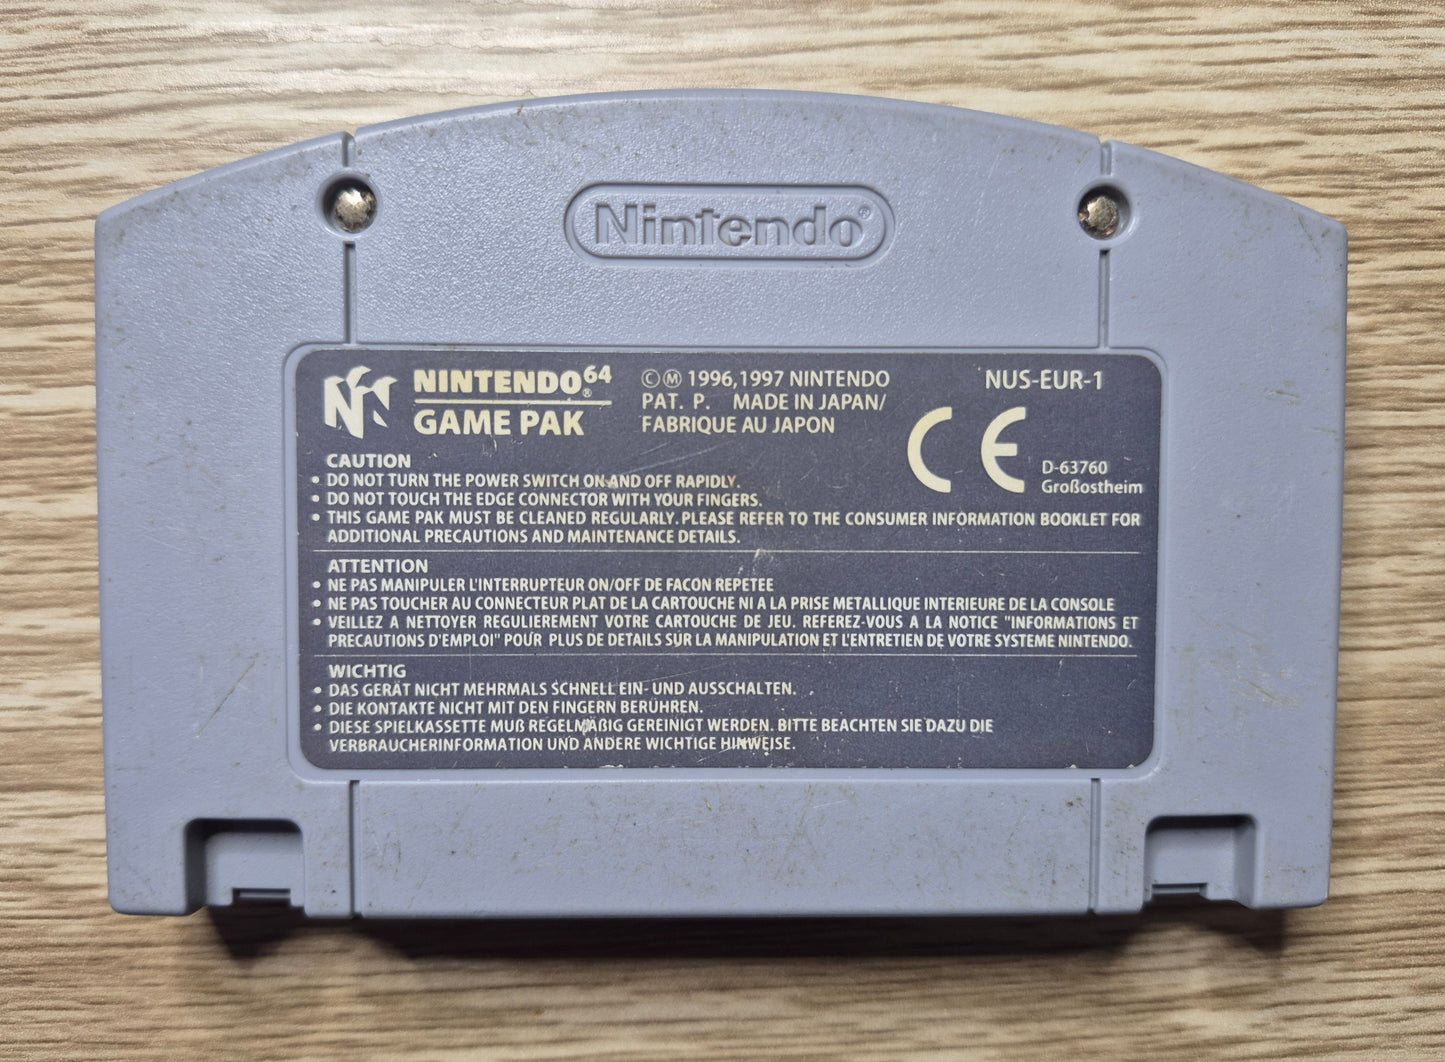 Nintendo®
NINTENDO64®
GAME PAK
©Ⓜ 1996,1997 NINTENDO
PAT. P. MADE IN JAPAN/
FABRIQUE AU JAPON
NUS-EUR-1
CE
D-63760
Großostheim
CAUTION
• DO NOT TURN THE POWER SWITCH ON AND OFF RAPIDLY.
• DO NOT TOUCH THE EDGE CONNECTOR WITH YOUR FINGERS.
• THIS GAME PAK MUST BE CLEANED REGULARLY. PLEASE REFER TO THE CONSUMER INFORMATION BOOKLET FOR
ADDITIONAL PRECAUTIONS AND MAINTENANCE DETAILS.
ATTENTION
• NE PAS MANIPULER L'INTERRUPTEUR ON/OFF DE FACON REPETEE
• NE PAS TOUCHER AU CONNECTEUR PLAT DE LA CARTOUCHE NI A LA PRISE METALLIQUE INTERIEURE DE LA CONSOLE
• VEILLEZ A NETTOYER REGULIEREMENT VOTRE CARTOUCHE DE JEU. REFEREZ-VOUS A LA NOTICE "INFORMATIONS ET
PRECAUTIONS D'EMPLOI" POUR PLUS DE DETAILS SUR LA MANIPULATION ET L'ENTRETIEN DE VOTRE SYSTEME NINTENDO.
WICHTIG
• DAS GERÄT NICHT MEHRMALS SCHNELL EIN- UND AUSSCHALTEN.
• DIE KONTAKTE NICHT MIT DEN FINGERN BERÜHREN.
• DIESE SPIELKASSETTE MUß REGELMÄßIG GEREINIGT WERDEN. BITTE BEACHTEN SIE DAZU DIE
VERBRAUCHERINFORMATION UND ANDERE WICHTIGE HINWEISE.